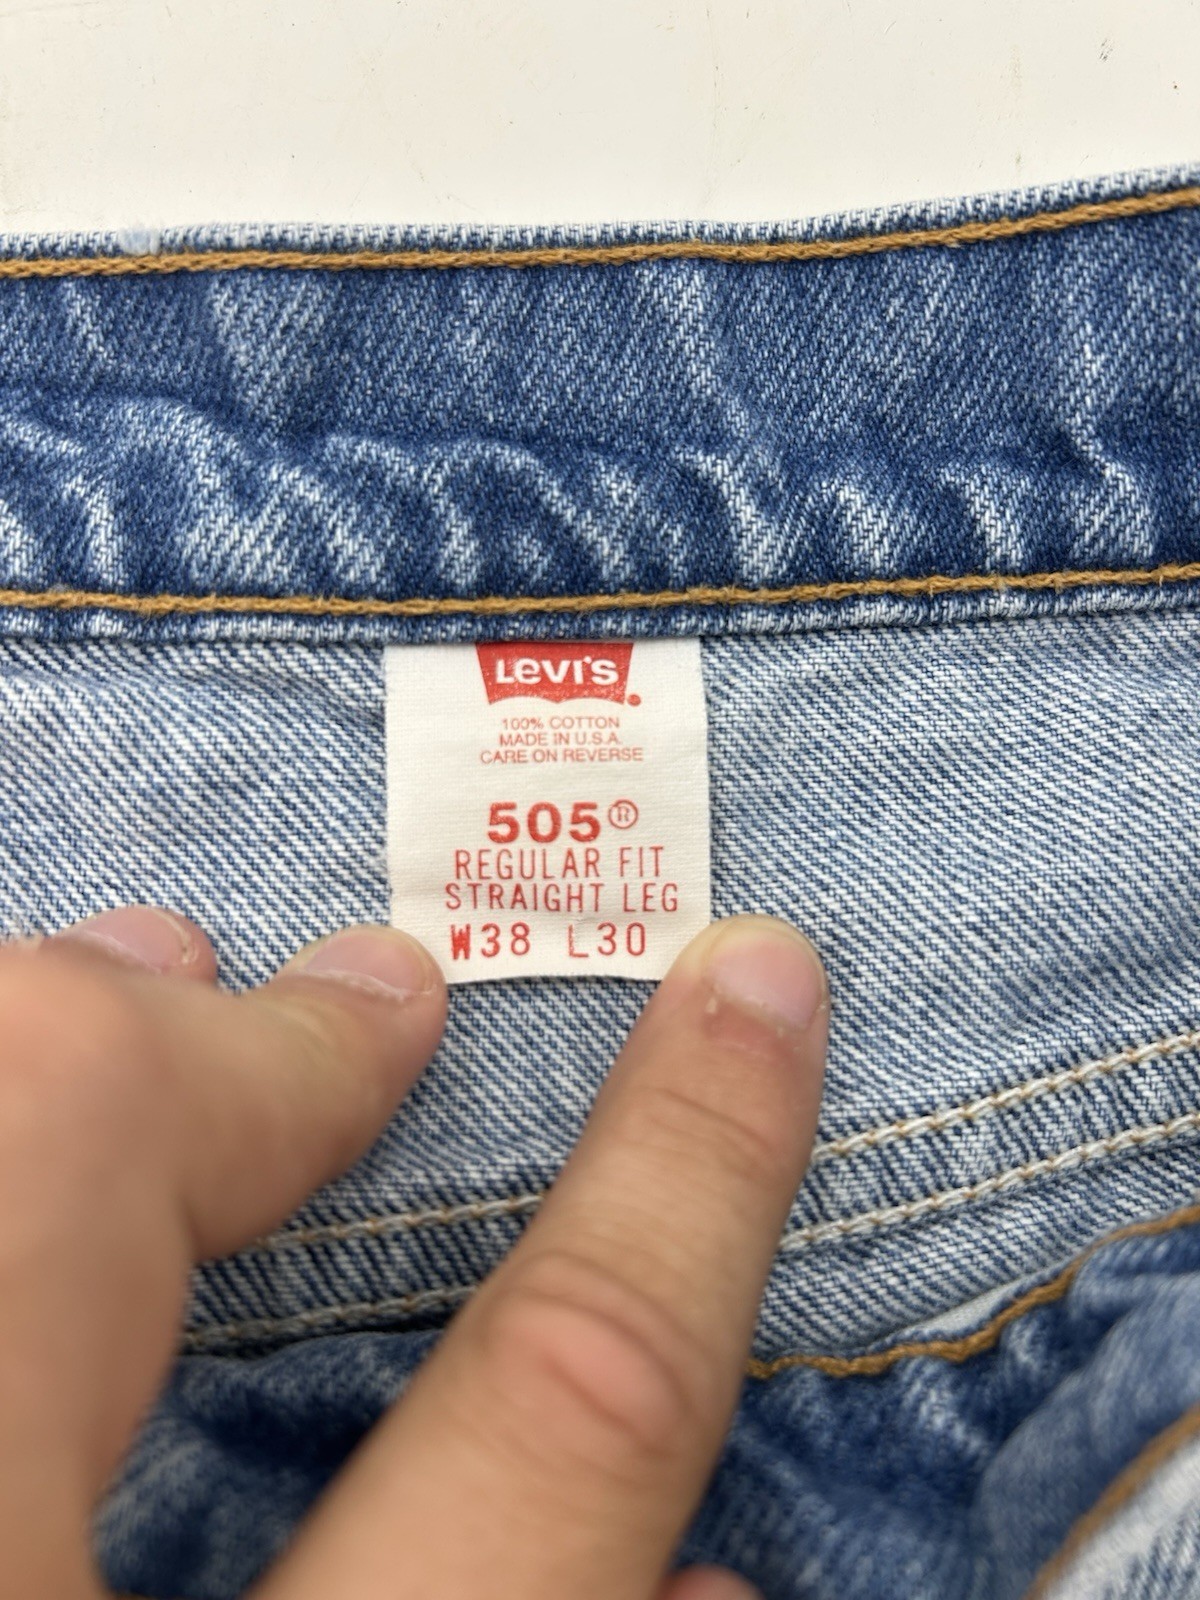 Levi's
100% COTTON
MADE IN U.S.A.
CARE ON REVERSE
505®
REGULAR FIT
STRAIGHT LEG
W38 L30